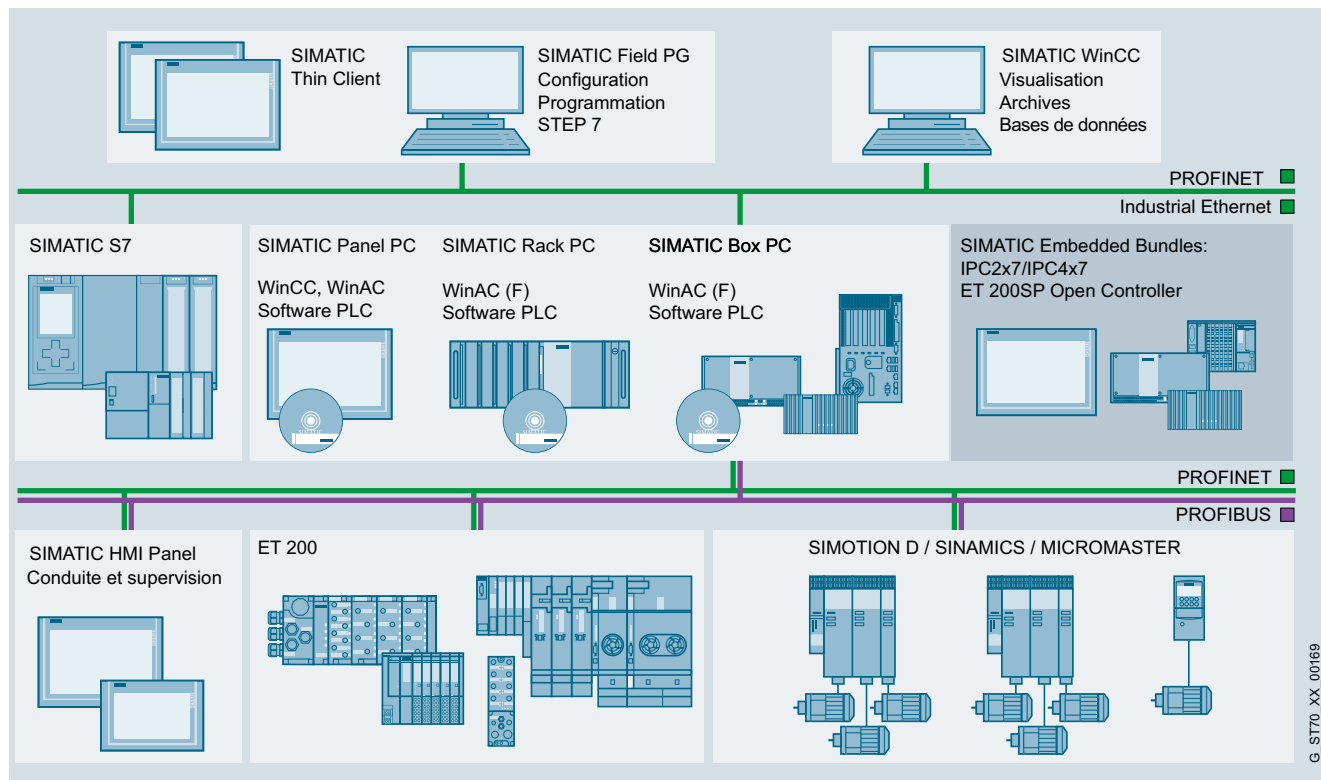 SIMATIC
Thin Client
SIMATIC Field PG
Configuration
Programmation
STEP 7
SIMATIC WinCC
Visualisation
Archives
Bases de données
PROFINET
Industrial Ethernet
SIMATIC S7
SIMATIC Panel PC
WinCC, WinAC
Software PLC
SIMATIC Rack PC
WinAC (F)
Software PLC
SIMATIC Box PC
WinAC (F)
Software PLC
SIMATIC Embedded Bundles:
IPC2x7/IPC4x7
ET 200SP Open Controller
SIMATIC
SIMATIC
SIMATIC
PROFINET
PROFIBUS
SIMATIC HMI Panel
Conduite et supervision
ET 200
SIMOTION D / SINAMICS / MICROMASTER
G_ST70_XX_00169